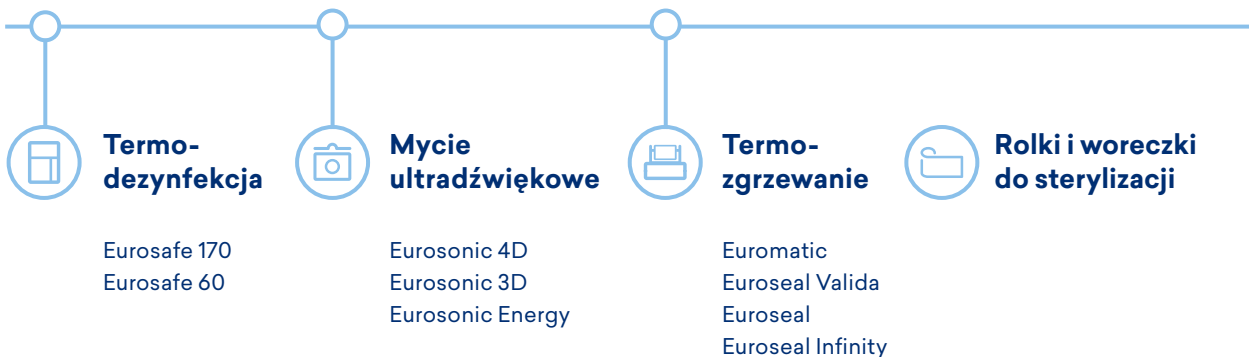 Termo-
dezynfekcja
Eurosafe 170
Eurosafe 60
Mycie
ultradźwiękowe
Eurosonic 4D
Eurosonic 3D
Eurosonic Energy
Termo-
zgrzewanie
Euromatic
Euroseal Valida
Euroseal
Euroseal Infinity
Rolki i woreczki
do sterylizacji